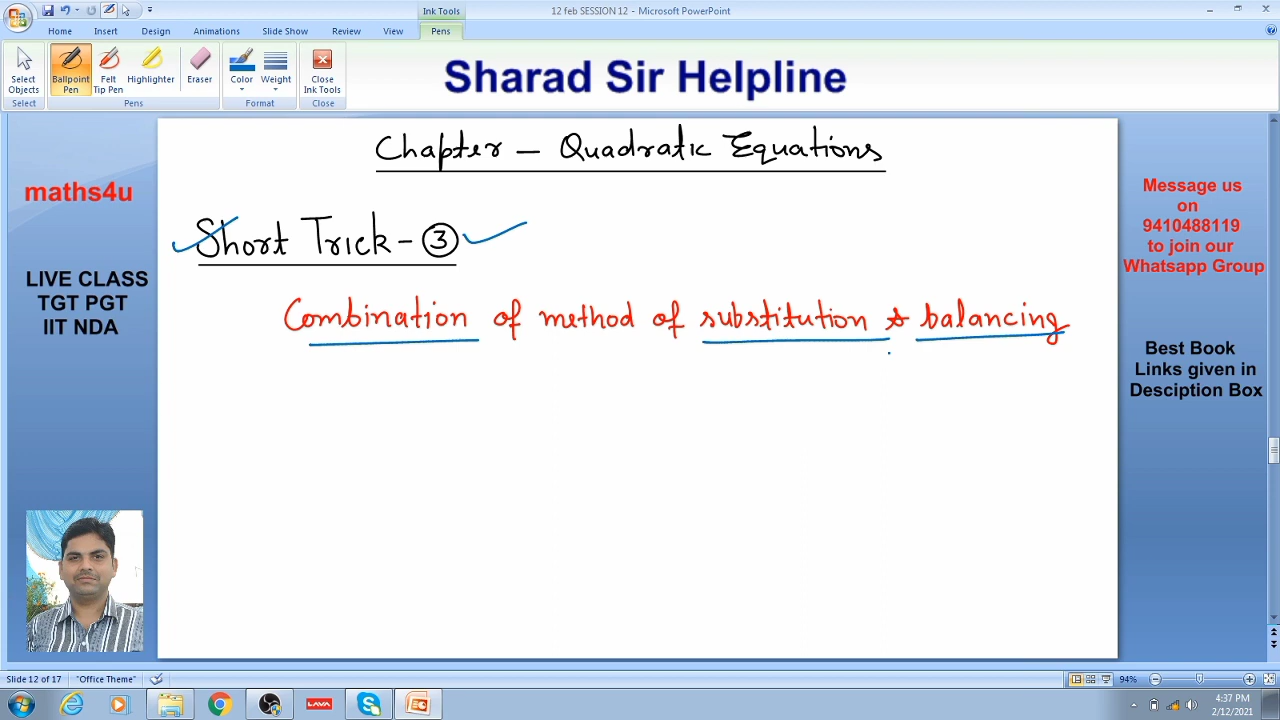 12 feb SESSION 12 - Microsoft PowerPoint
Ink Tools
Home Insert Design Animations Slide Show Review View Pens
Select Objects
Ballpoint Pen
Felt Tip Pen
Highlighter
Eraser
Color
Weight
Close Ink Tools
Select Pens Format Close
Sharad Sir Helpline
Chapter – Quadratic Equations
maths4u
Short Trick - 3
LIVE CLASS
TGT PGT
IIT NDA
Combination of method of substitution & balancing
Message us
on
9410488119
to join our
Whatsapp Group
Best Book
Links given in
Desciption Box
Slide 12 of 17 "Office Theme" 94%
LAVA
4:37 PM
2/12/2021